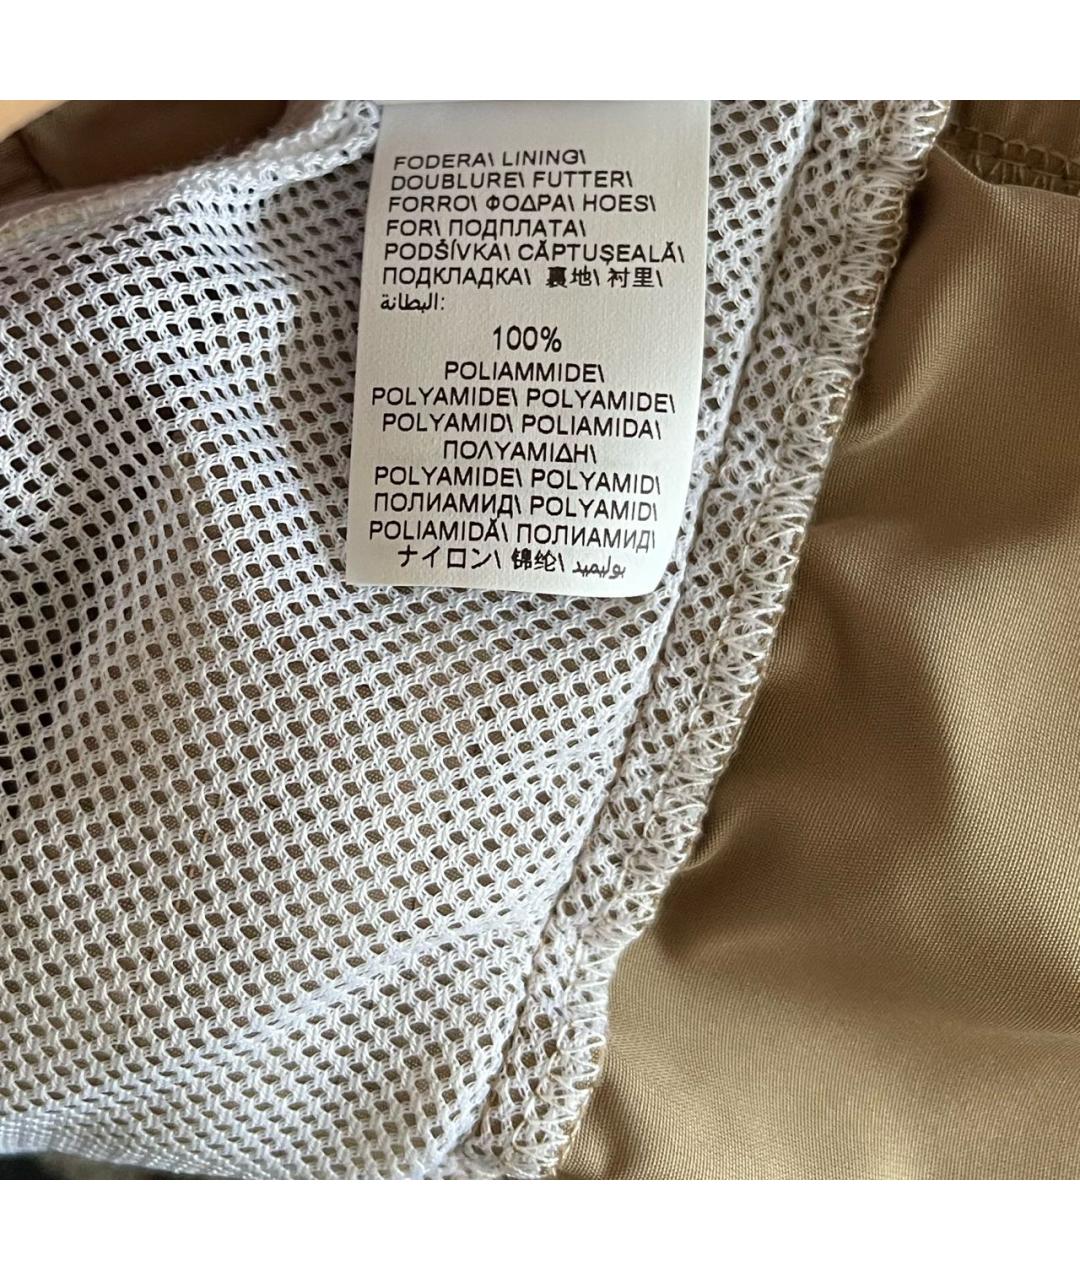 FODERA\ LINING\
DOUBLURE\ FUTTER\
FORRO\ ΦΟΔΡΑ\ HOES\
FOR\ ПОДПЛАТА\
PODŠÍVKA\ CĂPTUŞEALĂ\
ПОДКЛАДКА\ 裏地\ 衬里\
البطانة:
100%
POLIAMMIDE\
POLYAMIDE\ POLYAMIDE\
POLYAMID\ POLIAMIDA\
ΠΟΛΥΑΜΙΔΗ\
POLYAMIDE\ POLYAMID\
ПОЛИАМИД\ POLYAMID\
POLIAMIDĂ\ ПОЛИАМИД\
ナイロン\ 锦纶\ بوليميد